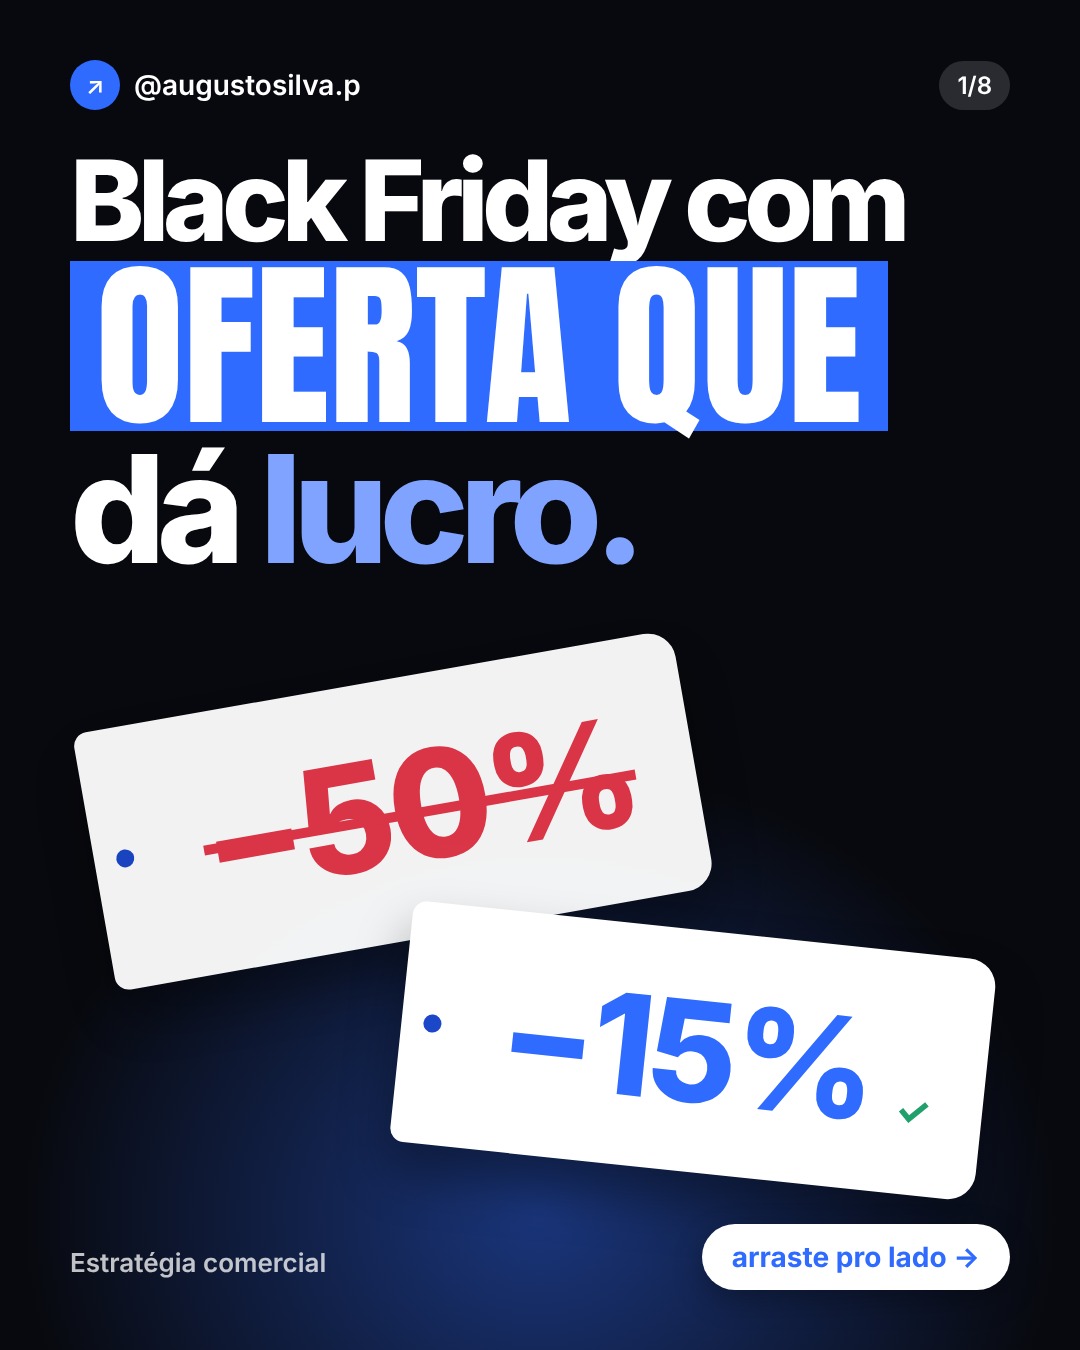 @augustosilva.p
1/8
Black Friday com
OFERTA QUE
dá lucro.
–50%
–15% ✓
Estratégia comercial
arraste pro lado →